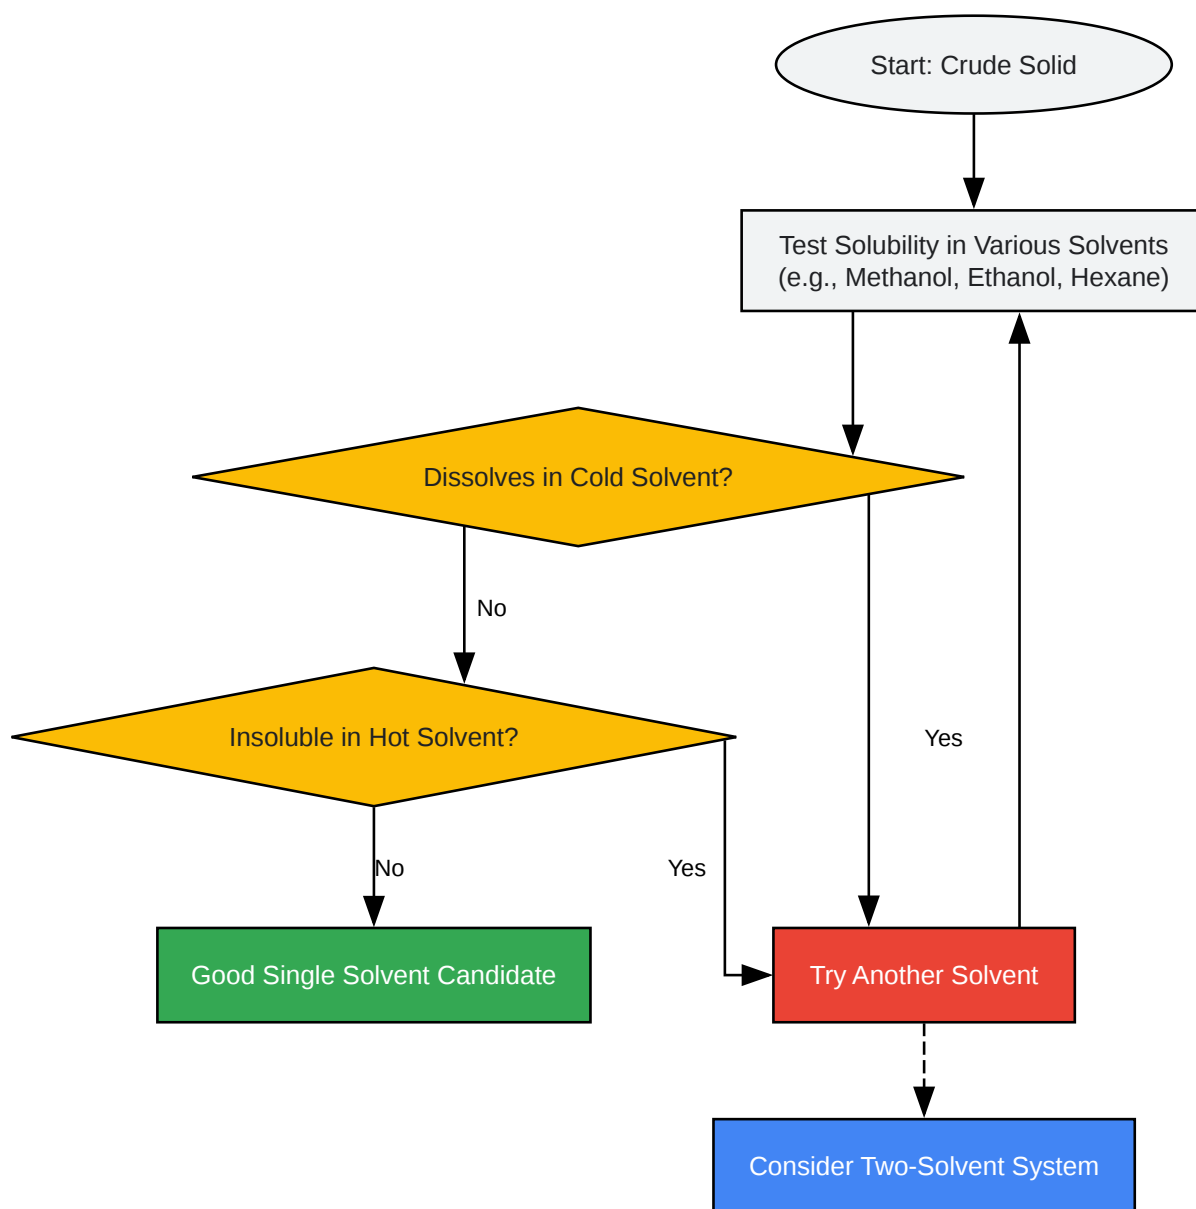 Start: Crude Solid
Test Solubility in Various Solvents
(e.g., Methanol, Ethanol, Hexane)
Dissolves in Cold Solvent?
No
Insoluble in Hot Solvent?
Yes
No
Yes
Good Single Solvent Candidate
Try Another Solvent
Consider Two-Solvent System